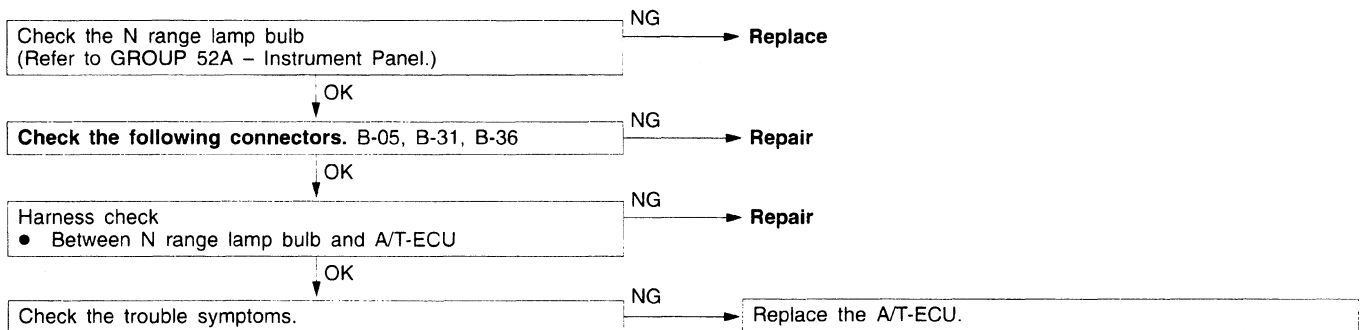 NG
Check the N range lamp bulb
(Refer to GROUP 52A – Instrument Panel.)
Replace
OK
NG
Check the following connectors. B-05, B-31, B-36
Repair
OK
NG
Harness check
Repair
● Between N range lamp bulb and A/T-ECU
OK
NG
Check the trouble symptoms.
Replace the A/T-ECU.